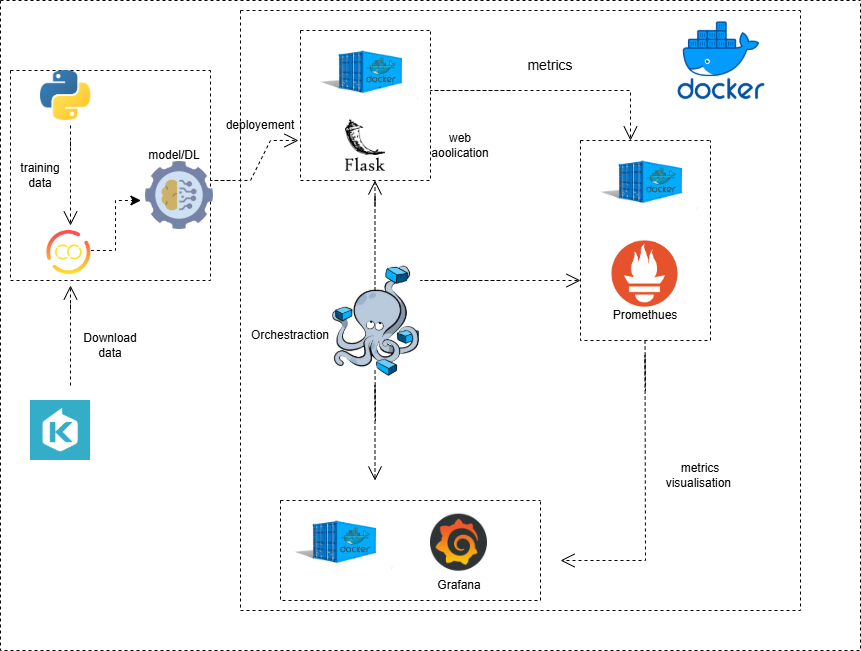 docker
docker
metrics
deployement
web
aoolication
Flask
model/DL
training
data
docker
CO
Promethues
Orchestraction
Download
data
K
metrics
visualisation
docker
Grafana